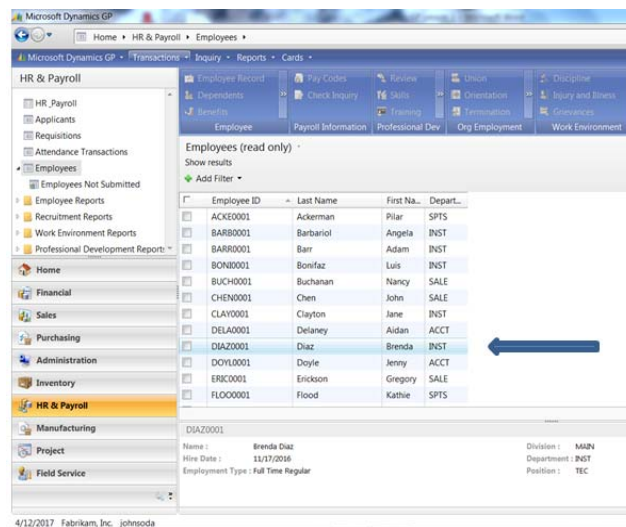 Microsoft Dynamics GP
Home HR & Payroll Employees
Microsoft Dynamics GP Transactions Inquiry Reports Cards
HR & Payroll
HR_Payroll
Applicants
Requisitions
Attendance Transactions
Employees
Employees Not Submitted
Employee Reports
Recruitment Reports
Work Environment Reports
Professional Development Reports
Home
Financial
Sales
Purchasing
Administration
Inventory
HR & Payroll
Manufacturing
Project
Field Service
Employee Record Pay Codes Review Union Discipline
Dependents Check Inquiry Skills Orientation Injury and Illness
Benefits Training Termination Grievances
Employee Payroll Information Professional Dev Org Employment Work Environment
Employees (read only)
Show results
Add Filter
Employee ID Last Name First Na... Depart...
ACKE0001 Ackerman Pilar SPTS
BARB0001 Barbariol Angela INST
BARR0001 Barr Adam INST
BONI0001 Bonifaz Luis INST
BUCH0001 Buchanan Nancy SALE
CHEN0001 Chen John SALE
CLAY0001 Clayton Jane INST
DELA0001 Delaney Aidan ACCT
DIAZ0001 Diaz Brenda INST
DOYL0001 Doyle Jenny ACCT
ERIC0001 Erickson Gregory SALE
FLOO0001 Flood Kathie SPTS
DIAZ0001
Name : Brenda Diaz Division : MAIN
Hire Date : 11/17/2016 Department : INST
Employment Type : Full Time Regular Position : TEC
4/12/2017 Fabrikam, Inc. johnsoda